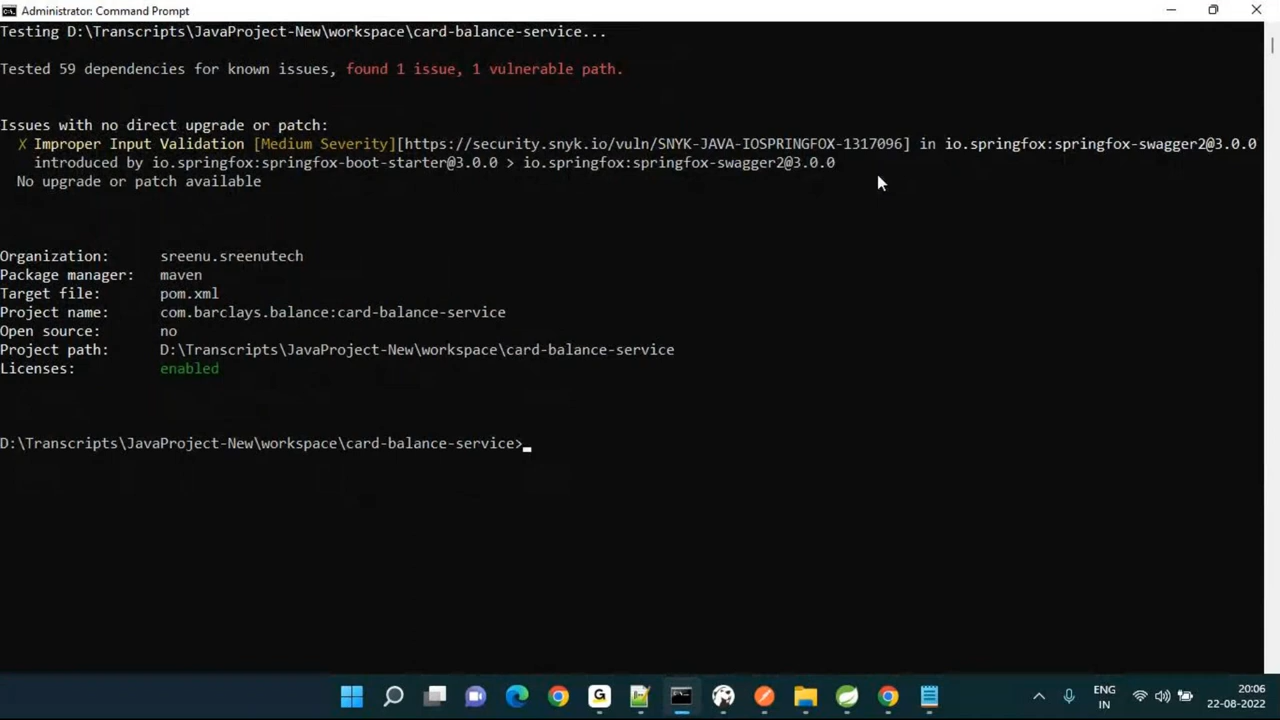 Administrator: Command Prompt
Testing D:\Transcripts\JavaProject-New\workspace\card-balance-service...
Tested 59 dependencies for known issues, found 1 issue, 1 vulnerable path.
Issues with no direct upgrade or patch:
X Improper Input Validation [Medium Severity][https://security.snyk.io/vuln/SNYK-JAVA-IOSPRINGFOX-1317096] in io.springfox:springfox-swagger2@3.0.0
introduced by io.springfox:springfox-boot-starter@3.0.0 > io.springfox:springfox-swagger2@3.0.0
No upgrade or patch available
Organization: sreenu.sreenutech
Package manager: maven
Target file: pom.xml
Project name: com.barclays.balance:card-balance-service
Open source: no
Project path: D:\Transcripts\JavaProject-New\workspace\card-balance-service
Licenses: enabled
D:\Transcripts\JavaProject-New\workspace\card-balance-service>
G
ENG
IN
20:06
22-08-2022